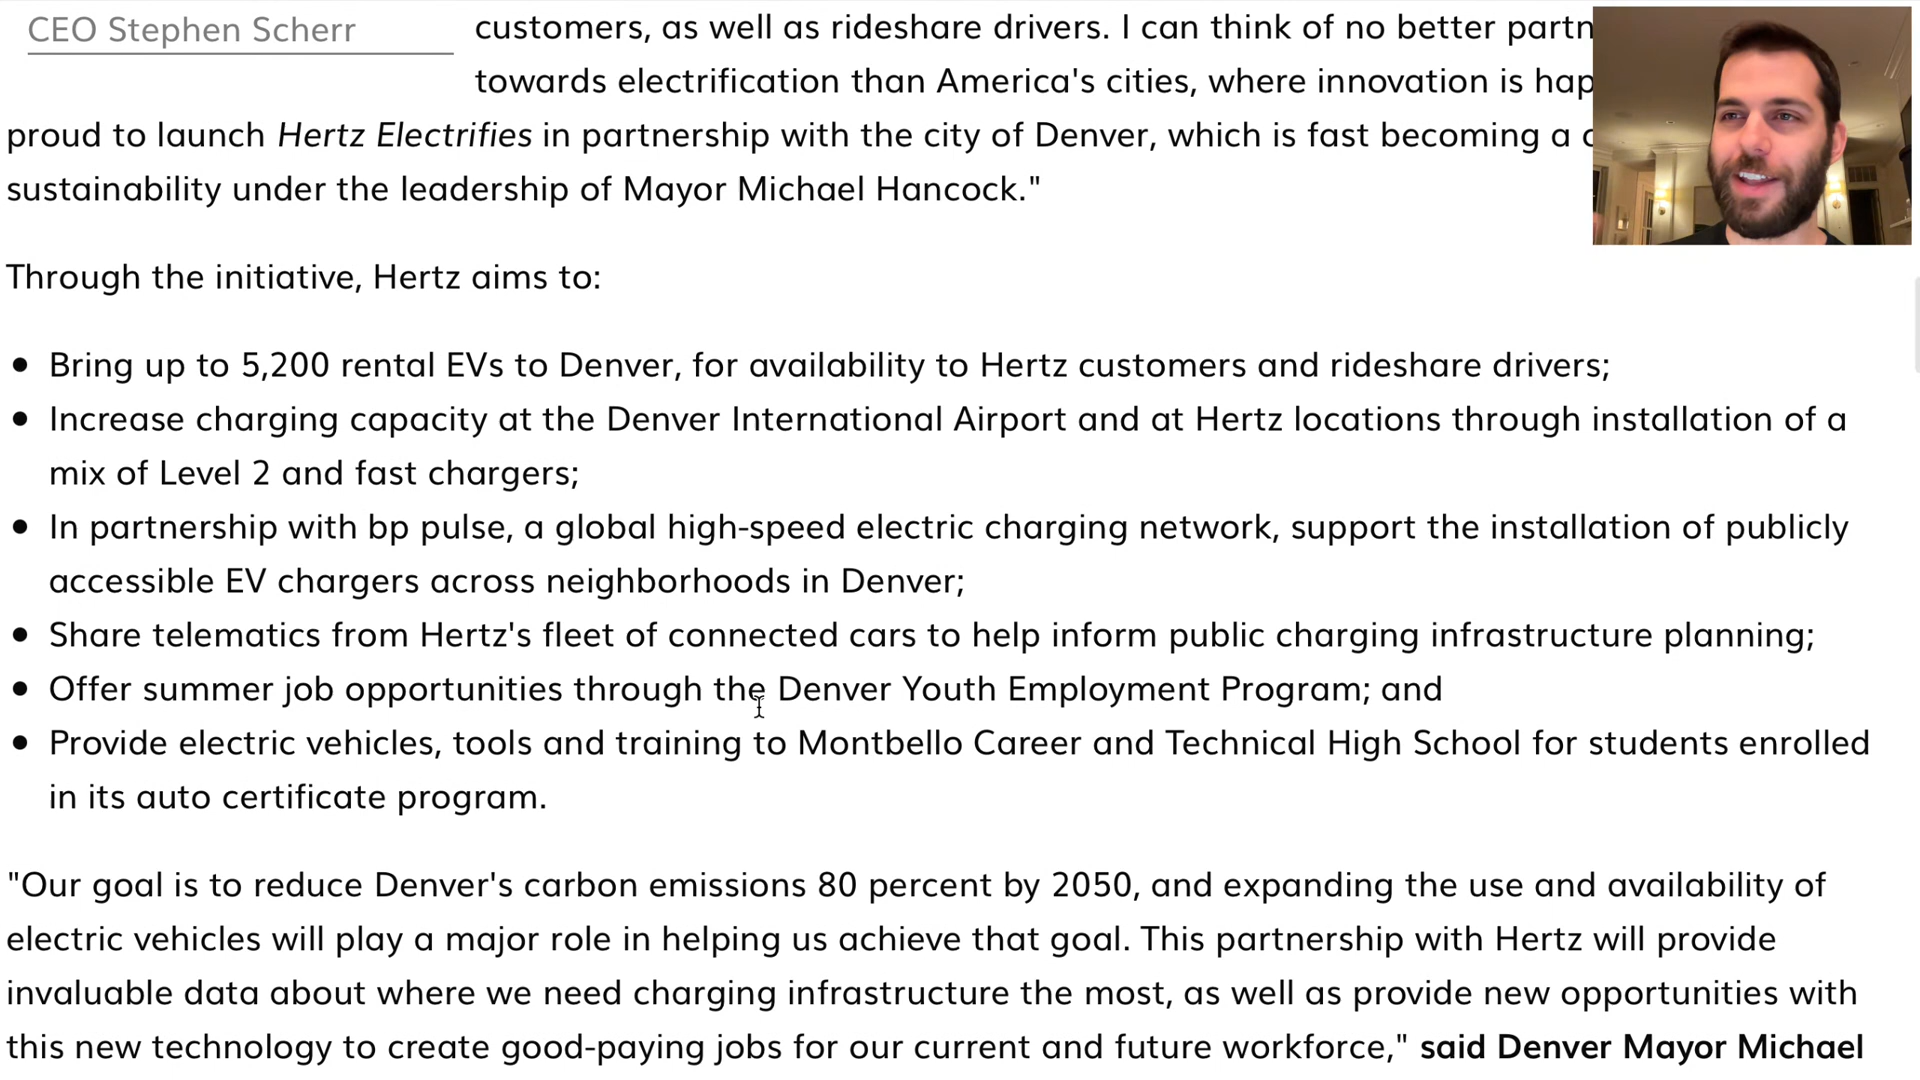 CEO Stephen Scherr
customers, as well as rideshare drivers. I can think of no better
towards electrification than America's cities, where innovation is
proud to launch Hertz Electrifies in partnership with the city of Denver, which is fast becoming a
sustainability under the leadership of Mayor Michael Hancock."
Through the initiative, Hertz aims to:
• Bring up to 5,200 rental EVs to Denver, for availability to Hertz customers and rideshare drivers;
• Increase charging capacity at the Denver International Airport and at Hertz locations through installation of a
mix of Level 2 and fast chargers;
• In partnership with bp pulse, a global high-speed electric charging network, support the installation of publicly
accessible EV chargers across neighborhoods in Denver;
• Share telematics from Hertz's fleet of connected cars to help inform public charging infrastructure planning;
• Offer summer job opportunities through the Denver Youth Employment Program; and
• Provide electric vehicles, tools and training to Montbello Career and Technical High School for students enrolled
in its auto certificate program.
"Our goal is to reduce Denver's carbon emissions 80 percent by 2050, and expanding the use and availability of
electric vehicles will play a major role in helping us achieve that goal. This partnership with Hertz will provide
invaluable data about where we need charging infrastructure the most, as well as provide new opportunities with
this new technology to create good-paying jobs for our current and future workforce," said Denver Mayor Michael